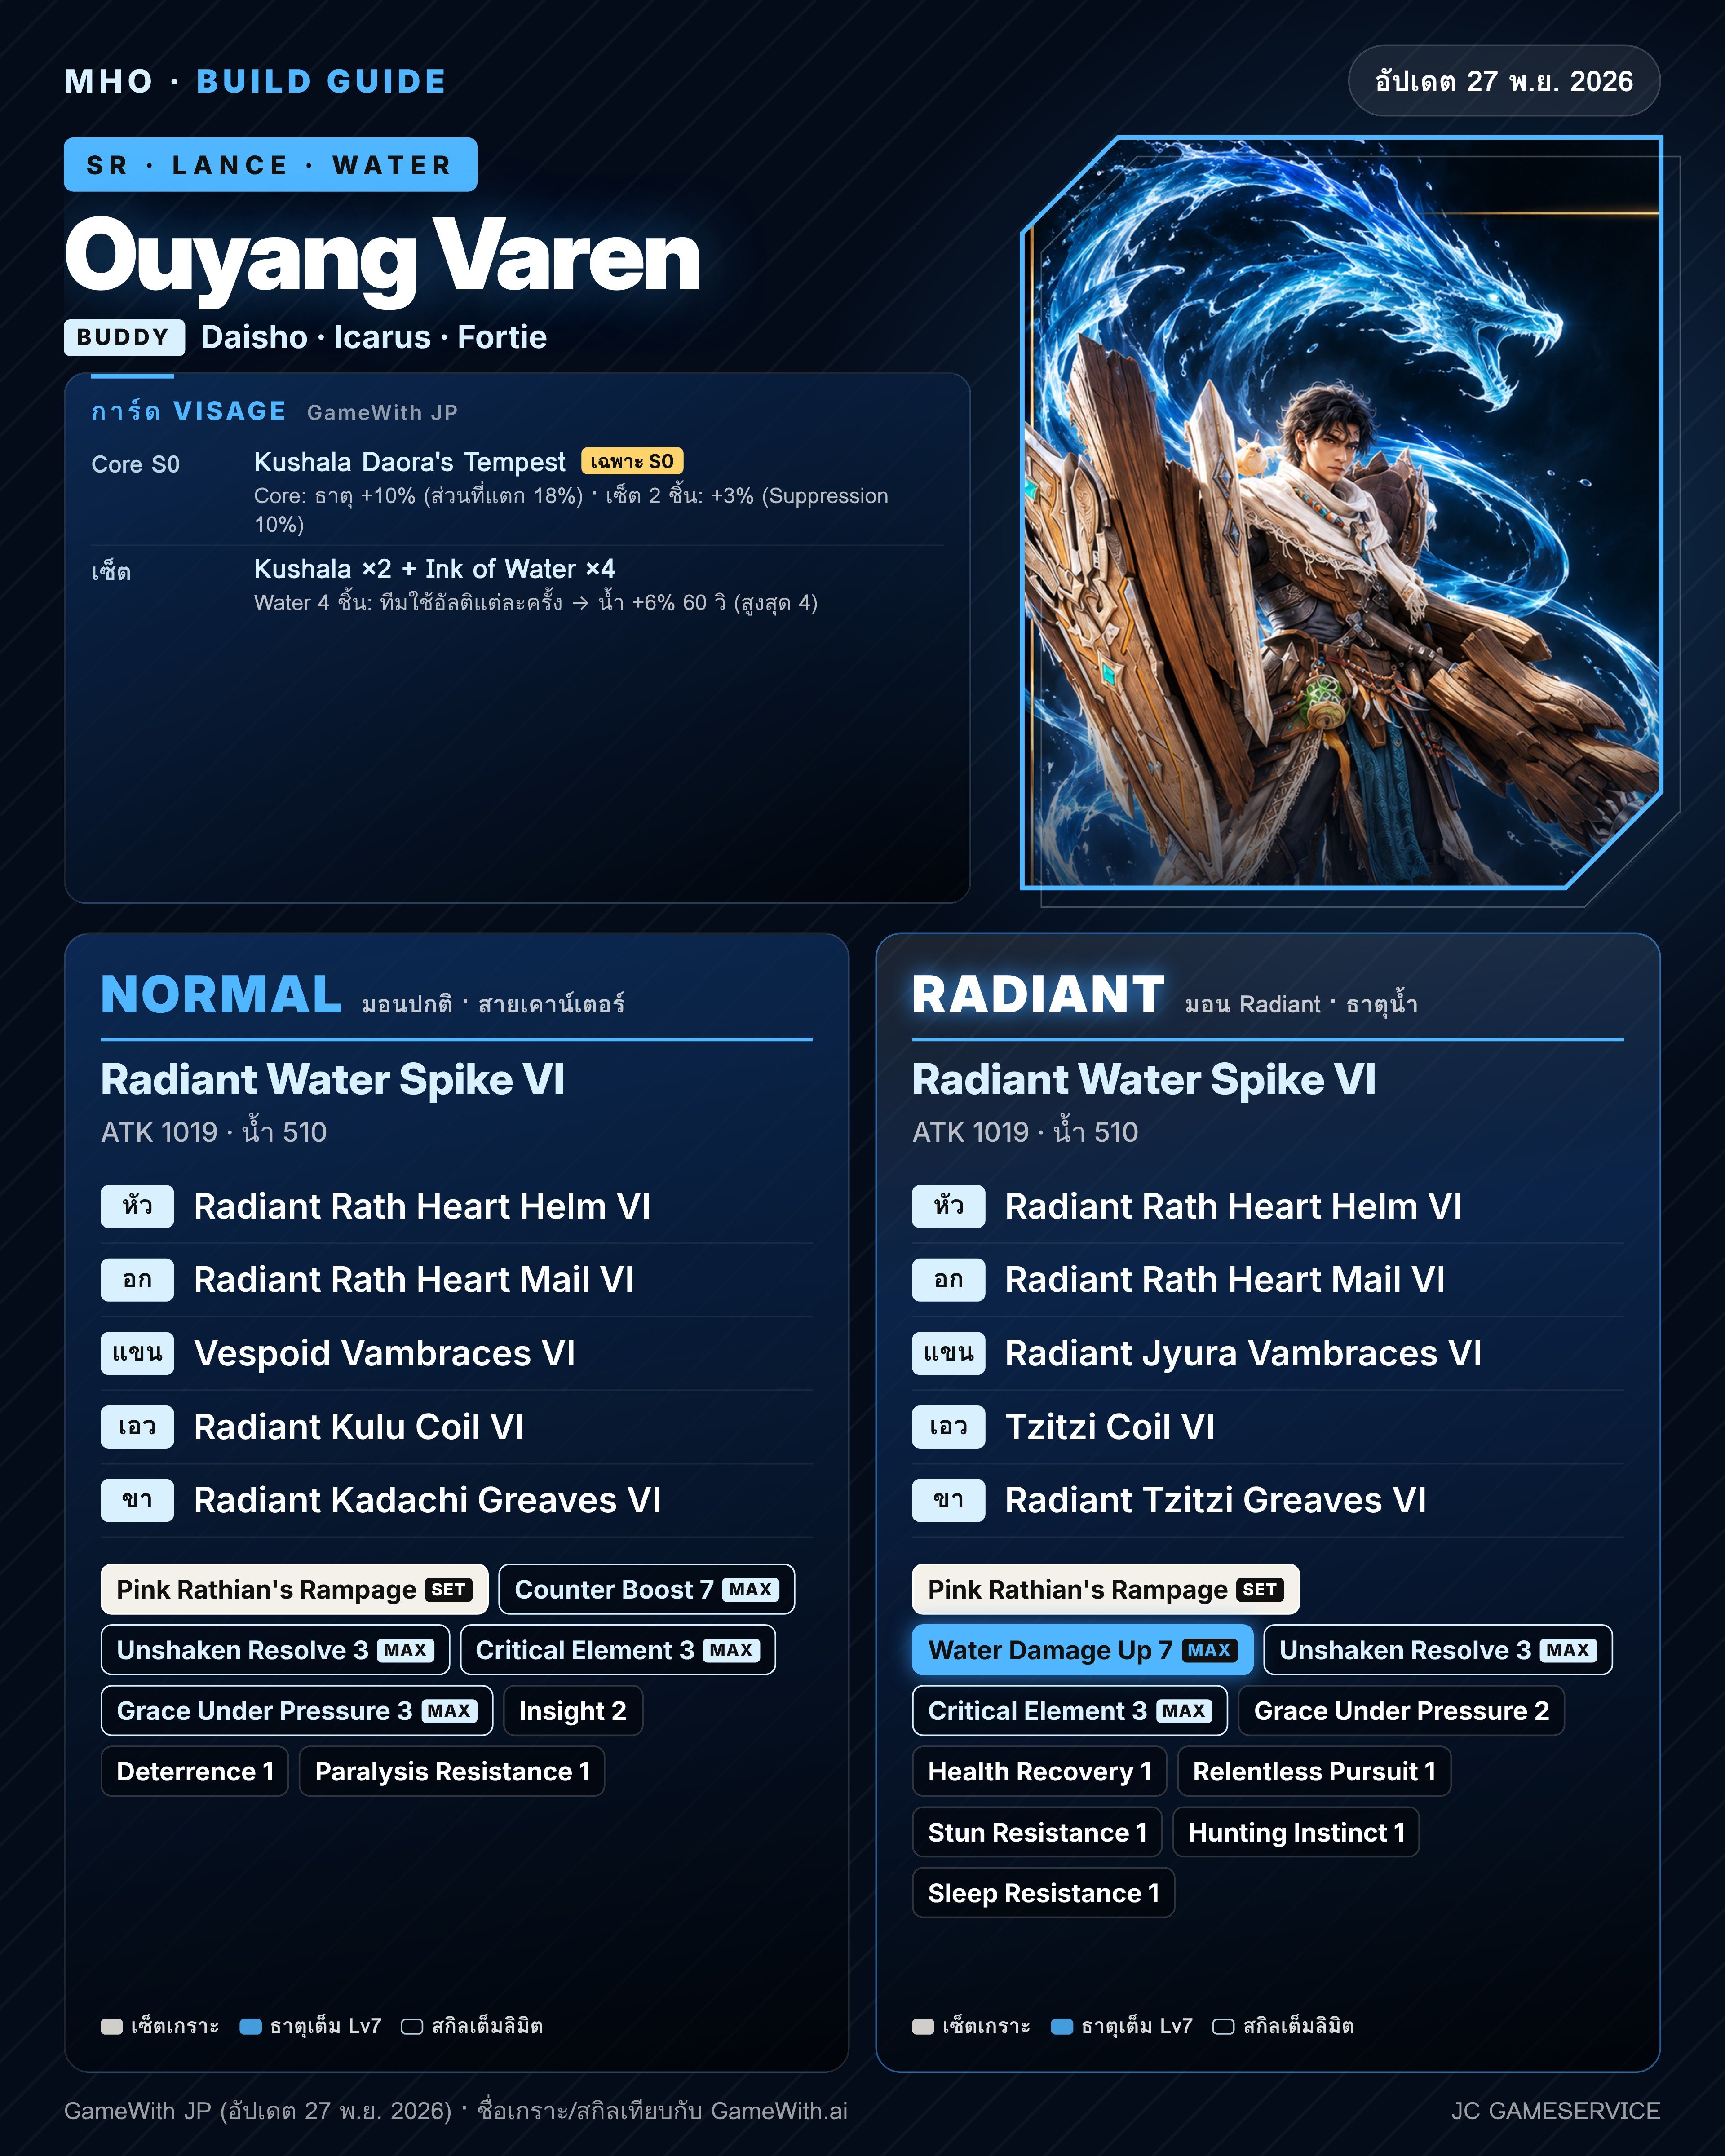 MHO · BUILD GUIDE
อัปเดต 27 พ.ย. 2026
SR · LANCE · WATER
Ouyang Varen
BUDDY Daisho · Icarus · Fortie
การ์ด VISAGE GameWith JP
Core S0 Kushala Daora's Tempest เฉพาะ S0
Core: ธาตุ +10% (ส่วนที่แตก 18%) · เซ็ต 2 ชิ้น: +3% (Suppression
10%)
เซ็ต Kushala ×2 + Ink of Water ×4
Water 4 ชิ้น: ทีมใช้อัลติแต่ละครั้ง → น้ำ +6% 60 วิ (สูงสุด 4)
NORMAL มอนปกติ · สายเคาน์เตอร์
Radiant Water Spike VI
ATK 1019 · น้ำ 510
หัว Radiant Rath Heart Helm VI
อก Radiant Rath Heart Mail VI
แขน Vespoid Vambraces VI
เอว Radiant Kulu Coil VI
ขา Radiant Kadachi Greaves VI
Pink Rathian's Rampage SET Counter Boost 7 MAX
Unshaken Resolve 3 MAX Critical Element 3 MAX
Grace Under Pressure 3 MAX Insight 2
Deterrence 1 Paralysis Resistance 1
เซ็ตเกราะ ธาตุเต็ม Lv7 สกิลเต็มลิมิต
RADIANT มอน Radiant · ธาตุน้ำ
Radiant Water Spike VI
ATK 1019 · น้ำ 510
หัว Radiant Rath Heart Helm VI
อก Radiant Rath Heart Mail VI
แขน Radiant Jyura Vambraces VI
เอว Tzitzi Coil VI
ขา Radiant Tzitzi Greaves VI
Pink Rathian's Rampage SET
Water Damage Up 7 MAX Unshaken Resolve 3 MAX
Critical Element 3 MAX Grace Under Pressure 2
Health Recovery 1 Relentless Pursuit 1
Stun Resistance 1 Hunting Instinct 1
Sleep Resistance 1
เซ็ตเกราะ ธาตุเต็ม Lv7 สกิลเต็มลิมิต
GameWith JP (อัปเดต 27 พ.ย. 2026) · ชื่อเกราะ/สกิลเทียบกับ GameWith.ai
JC GAMESERVICE